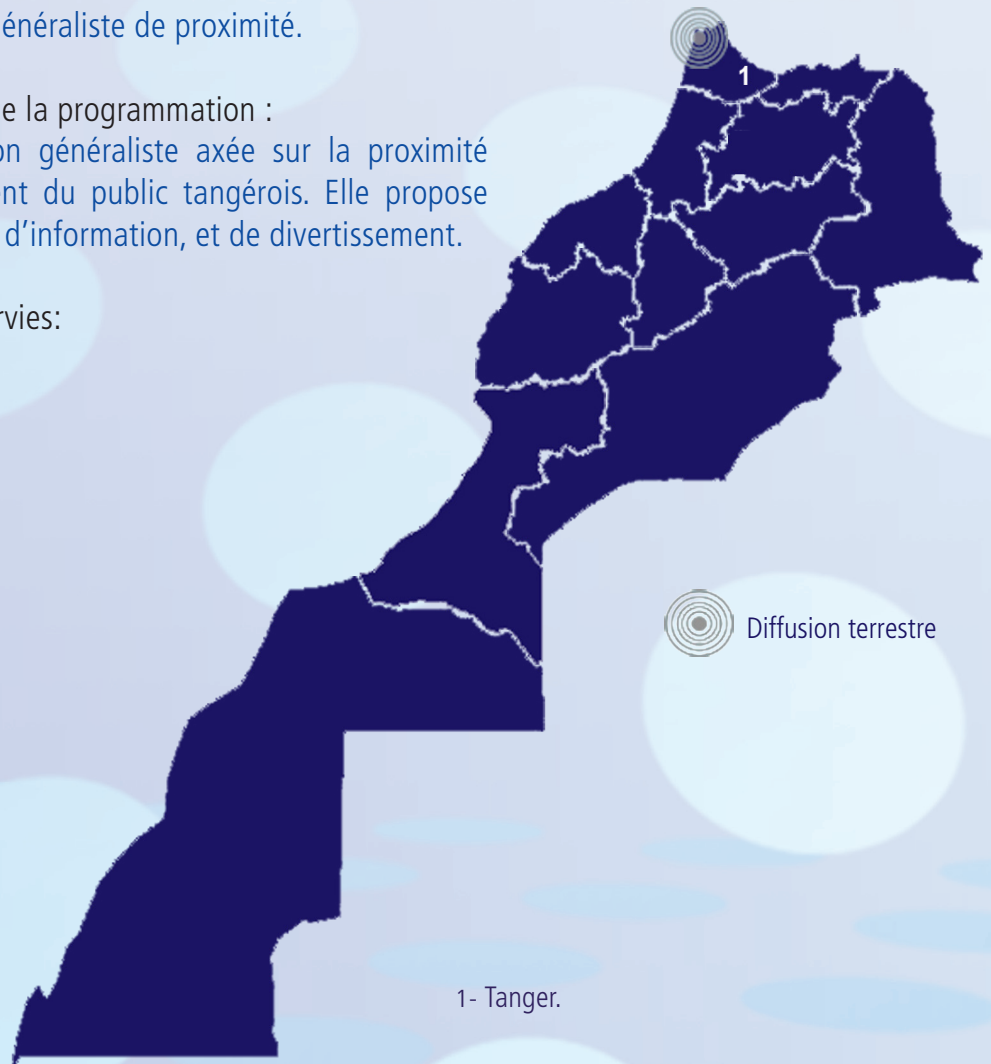 énéraliste de proximité.
1
e la programmation :
on généraliste axée sur la proximité
ent du public tangérois. Elle propose
d'information, et de divertissement.
rvies:
Diffusion terrestre
1- Tanger.